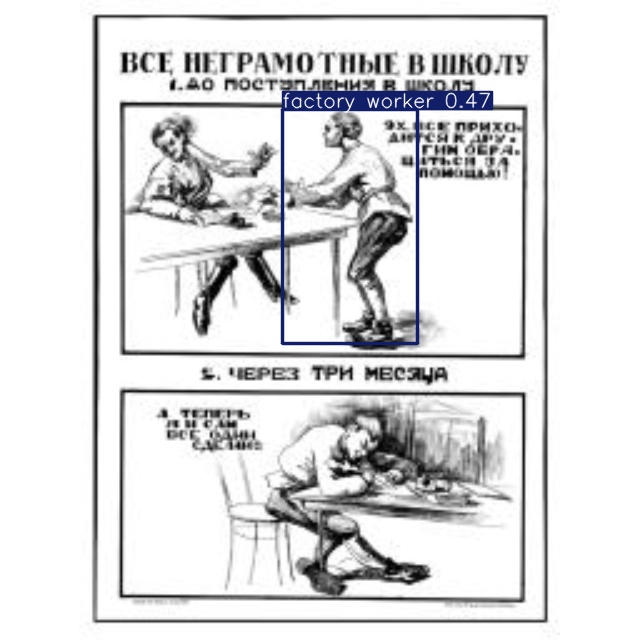 ВСЕ НЕГРАМОТНЫЕ В ШКОЛУ
1. ДО ПОСТУПЛЕНИЯ В ШКОЛУ
factory worker 0.47
ЭХ, ВСЕ ПРИХО-
ДИТСЯ К ДРУ-
ГИМ ОБРА-
ЩАТЬСЯ ЗА
ПОМОЩЬЮ!
2. ЧЕРЕЗ ТРИ МЕСЯЦА
А ТЕПЕРЬ
Я И САМ
ВСЕ ОДИН
СДЕЛАЮ